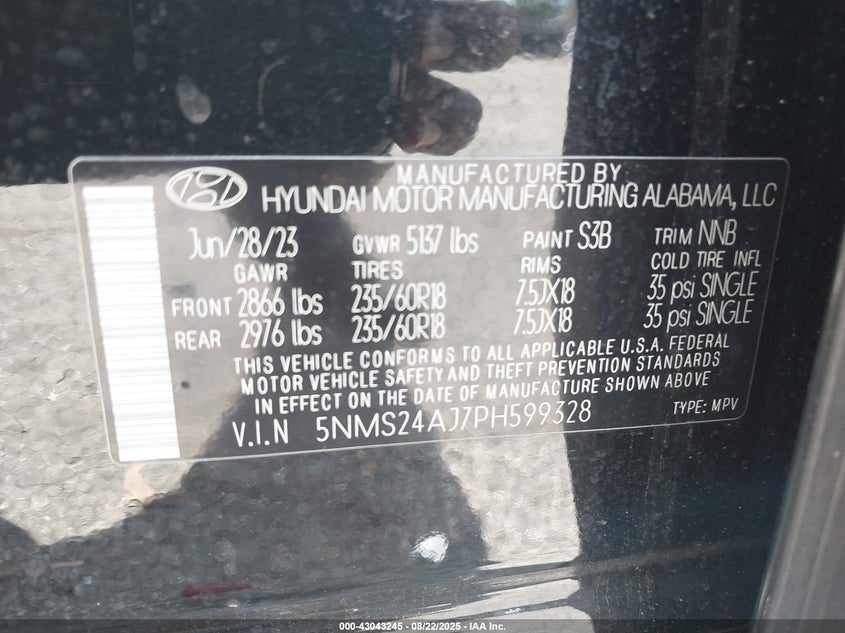 MANUFACTURED BY
HYUNDAI MOTOR MANUFACTURING ALABAMA, LLC
Jun/28/23 GVWR 5137 lbs PAINT S3B TRIM NNB
GAWR TIRES RIMS COLD TIRE INFL
FRONT 2866 lbs 235/60R18 7.5JX18 35 psi SINGLE
REAR 2976 lbs 235/60R18 7.5JX18 35 psi SINGLE
THIS VEHICLE CONFORMS TO ALL APPLICABLE U.S.A. FEDERAL
MOTOR VEHICLE SAFETY AND THEFT PREVENTION STANDARDS
IN EFFECT ON THE DATE OF MANUFACTURE SHOWN ABOVE
V.I.N 5NMS24AJ7PH599328 TYPE: MPV
000-43043245 - 08/22/2025 - IAA Inc.